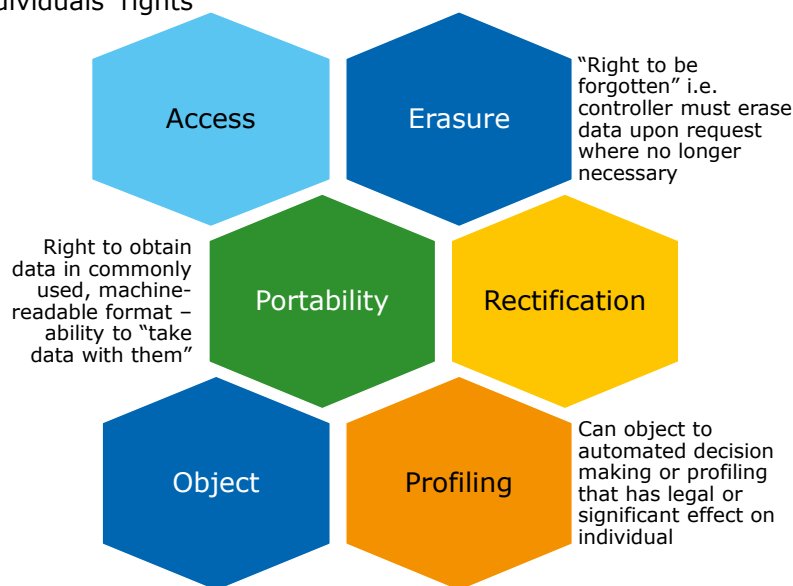 Access
Erasure
“Right to be
forgotten” i.e.
controller must erase
data upon request
where no longer
necessary
Right to obtain
data in commonly
used, machine-
readable format –
ability to “take
data with them”
Portability
Rectification
Object
Profiling
Can object to
automated decision
making or profiling
that has legal or
significant effect on
individual